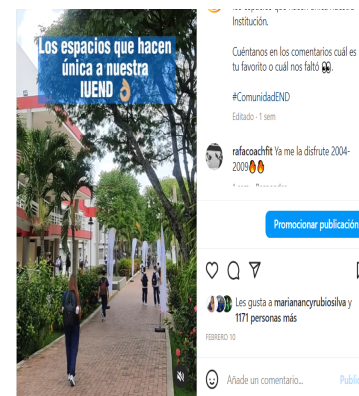 Los espacios que hacen
única a nuestra
IUEND 👌
Institución.
Cuéntanos en los comentarios cuál es
tu favorito o cuál nos faltó 👀.
#ComunidadEND
Editado · 1 sem
rafacoachfit Ya me la disfrute 2004-
2009🔥🔥
Promocionar publicación
Les gusta a mariananncyrubiosilva y
1171 personas más
FEBRERO 10
Añade un comentario...